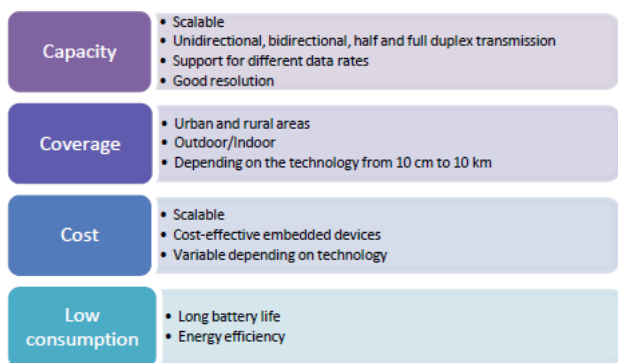 Capacity
• Scalable
• Unidirectional, bidirectional, half and full duplex transmission
• Support for different data rates
• Good resolution
Coverage
• Urban and rural areas
• Outdoor/Indoor
• Depending on the technology from 10 cm to 10 km
Cost
• Scalable
• Cost-effective embedded devices
• Variable depending on technology
Low
consumption
• Long battery life
• Energy efficiency